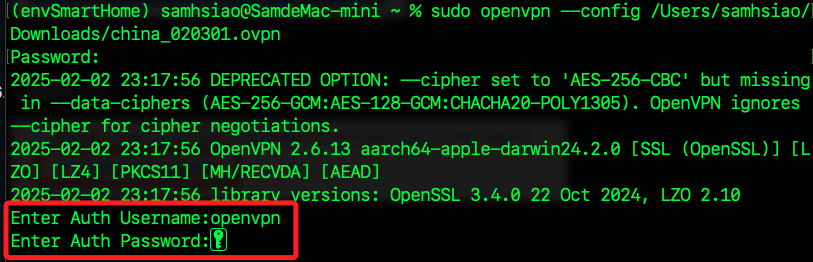 (envSmartHome) samhsiao@SamdeMac-mini ~ % sudo openvpn --config /Users/samhsiao/
Downloads/china_020301.ovpn
Password:
2025-02-02 23:17:56 DEPRECATED OPTION: --cipher set to 'AES-256-CBC' but missing
in --data-ciphers (AES-256-GCM:AES-128-GCM:CHACHA20-POLY1305). OpenVPN ignores
--cipher for cipher negotiations.
2025-02-02 23:17:56 OpenVPN 2.6.13 aarch64-apple-darwin24.2.0 [SSL (OpenSSL)] [L
ZO] [LZ4] [PKCS11] [MH/RECVDA] [AEAD]
2025-02-02 23:17:56 library versions: OpenSSL 3.4.0 22 Oct 2024, LZO 2.10
Enter Auth Username:openvpn
Enter Auth Password: